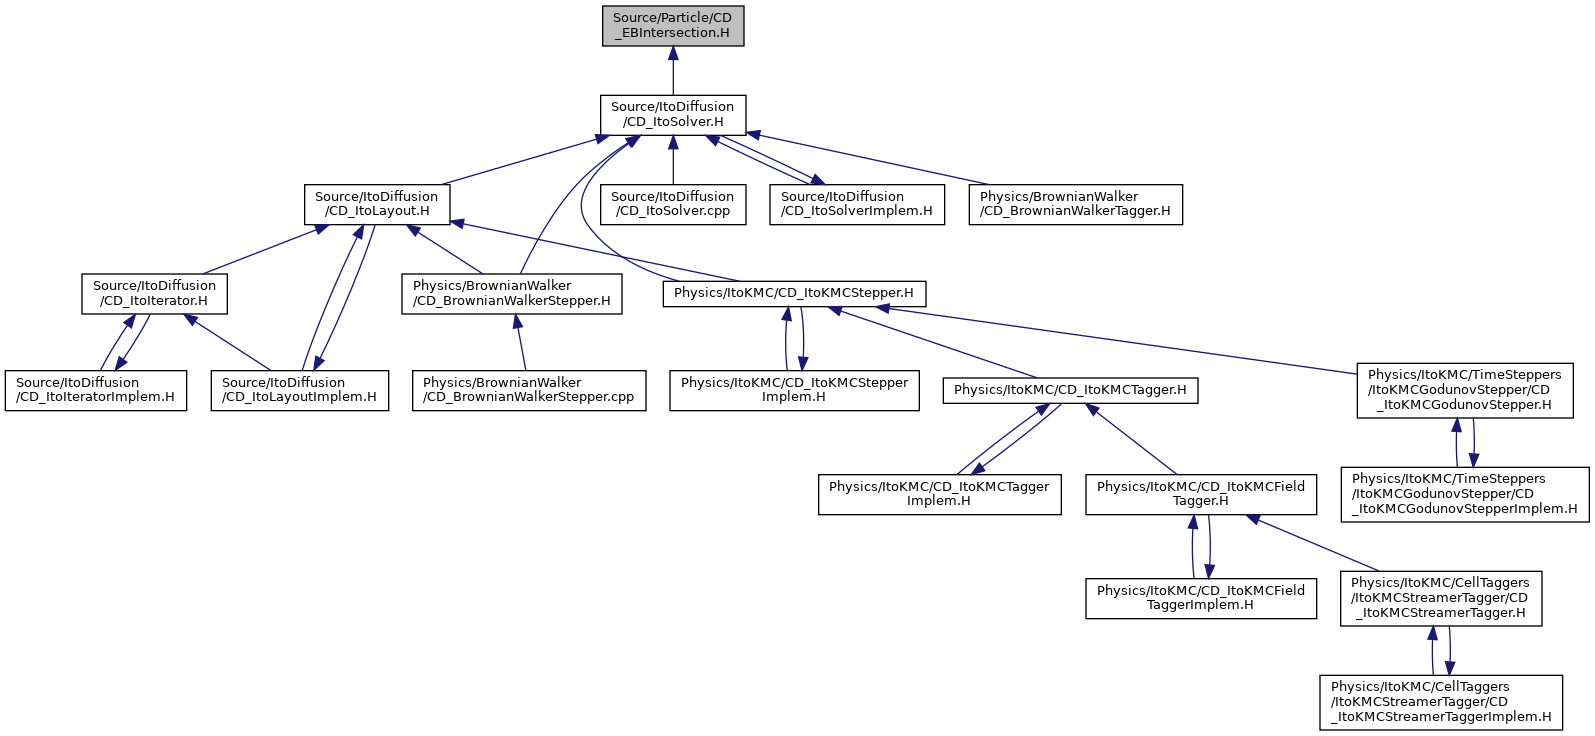 Source/Particle/CD
_EBIntersection.H
Source/ItoDiffusion
/CD_ItoSolver.H
Source/ItoDiffusion
/CD_ItoLayout.H
Source/ItoDiffusion
/CD_ItoSolver.cpp
Source/ItoDiffusion
/CD_ItoSolverImplem.H
Physics/BrownianWalker
/CD_BrownianWalkerTagger.H
Source/ItoDiffusion
/CD_ItoIterator.H
Physics/BrownianWalker
/CD_BrownianWalkerStepper.H
Physics/ItoKMC/CD_ItoKMCStepper.H
Source/ItoDiffusion
/CD_ItoIteratorImplem.H
Source/ItoDiffusion
/CD_ItoLayoutImplem.H
Physics/BrownianWalker
/CD_BrownianWalkerStepper.cpp
Physics/ItoKMC/CD_ItoKMCStepper
Implem.H
Physics/ItoKMC/CD_ItoKMCTagger.H
Physics/ItoKMC/TimeSteppers
/ItoKMCGodunovStepper/CD
_ItoKMCGodunovStepper.H
Physics/ItoKMC/CD_ItoKMCTagger
Implem.H
Physics/ItoKMC/CD_ItoKMCField
Tagger.H
Physics/ItoKMC/TimeSteppers
/ItoKMCGodunovStepper/CD
_ItoKMCGodunovStepperImplem.H
Physics/ItoKMC/CD_ItoKMCField
TaggerImplem.H
Physics/ItoKMC/CellTaggers
/ItoKMCStreamerTagger/CD
_ItoKMCStreamerTagger.H
Physics/ItoKMC/CellTaggers
/ItoKMCStreamerTagger/CD
_ItoKMCStreamerTaggerImplem.H